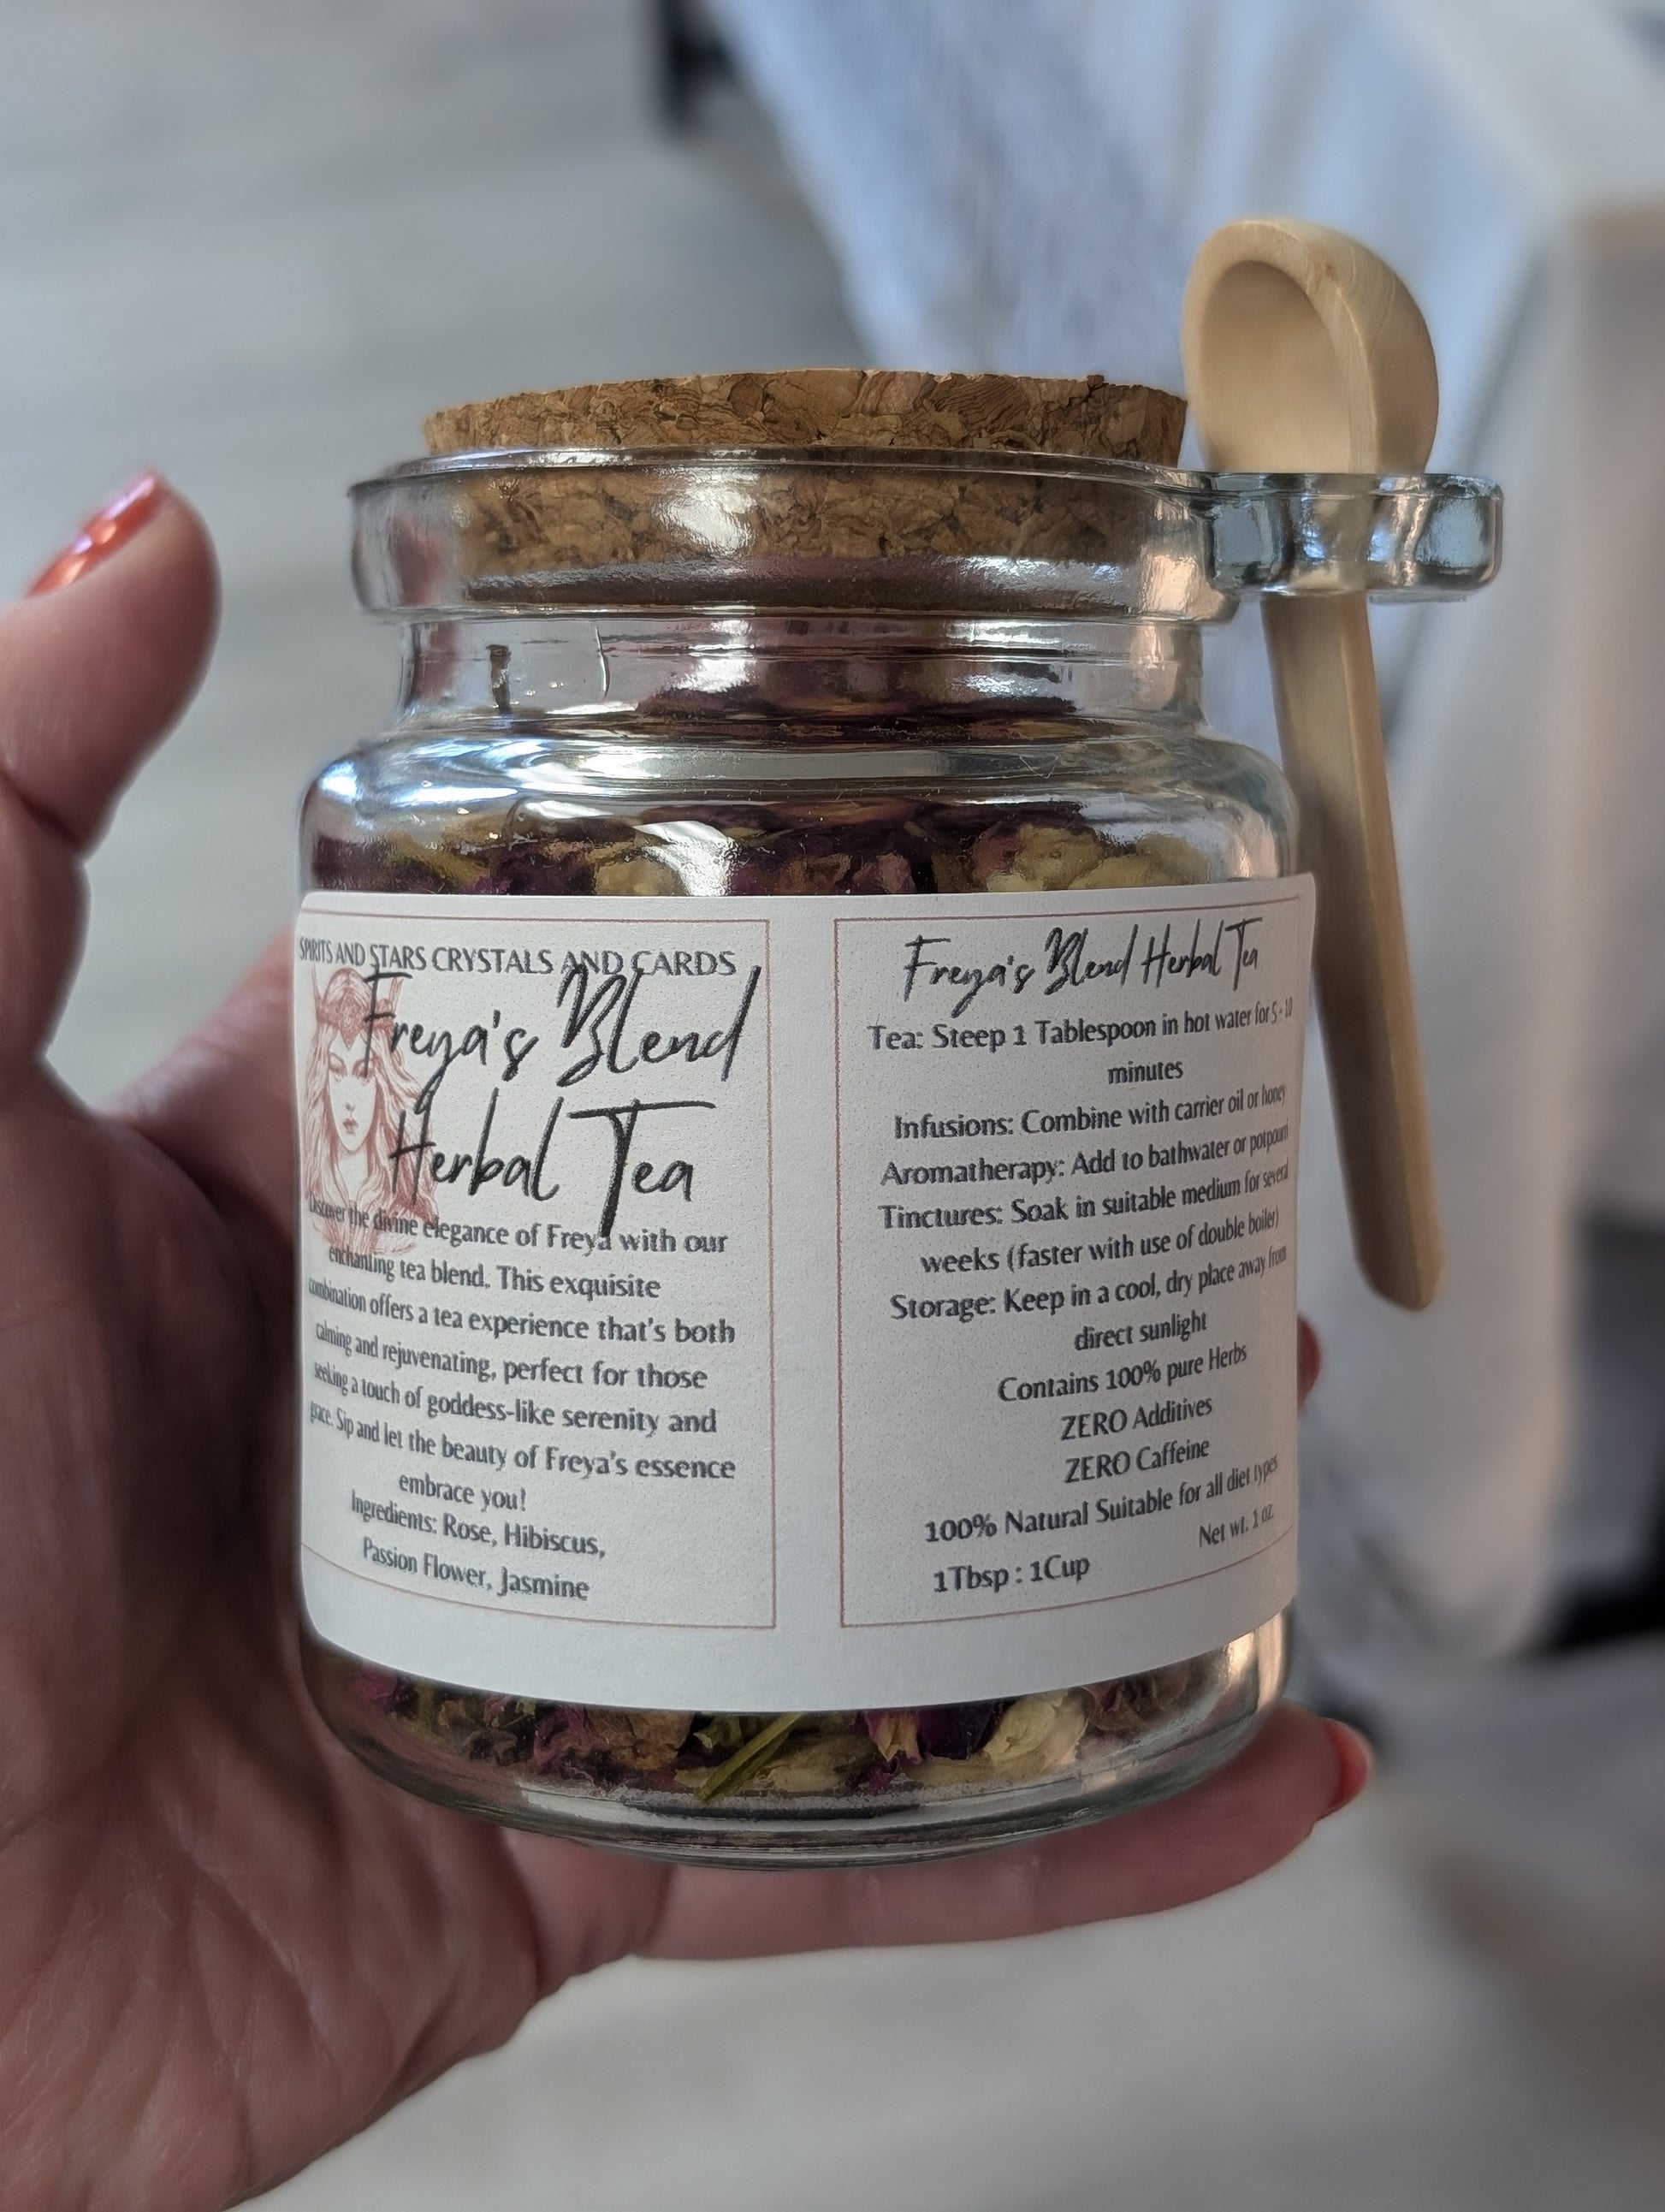 SPIRITS AND STARS CRYSTALS AND CARDS
Freya's Blend
Herbal Tea
Discover the divine elegance of Freya with our
enchanting tea blend. This exquisite
combination offers a tea experience that's both
calming and rejuvenating, perfect for those
seeking a touch of goddess-like serenity and
grace. Sip and let the beauty of Freya's essence
embrace you!
Ingredients: Rose, Hibiscus,
Passion Flower, Jasmine
Freya's Blend Herbal Tea
Tea: Steep 1 Tablespoon in hot water for 5 - 10
minutes
Infusions: Combine with carrier oil or honey
Aromatherapy: Add to bathwater or potpourri
Tinctures: Soak in suitable medium for several
weeks (faster with use of double boiler)
Storage: Keep in a cool, dry place away from
direct sunlight
Contains 100% pure Herbs
ZERO Additives
ZERO Caffeine
100% Natural Suitable for all diet types
Net wt. 1 oz.
1Tbsp : 1Cup